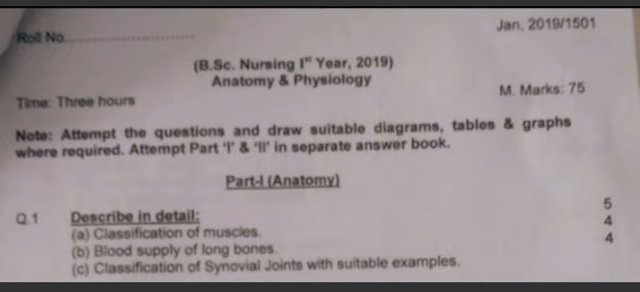 Jan, 2019/1501
Roll No...............................
(B.Sc. Nursing Ist Year, 2019)
Anatomy & Physiology
M. Marks: 75
Time: Three hours
Note: Attempt the questions and draw suitable diagrams, tables & graphs
where required. Attempt Part 'I' & 'II' in separate answer book.
Part-I (Anatomy)
Q.1 Describe in detail:
(a) Classification of muscles. 5
(b) Blood supply of long bones. 4
(c) Classification of Synovial Joints with suitable examples. 4